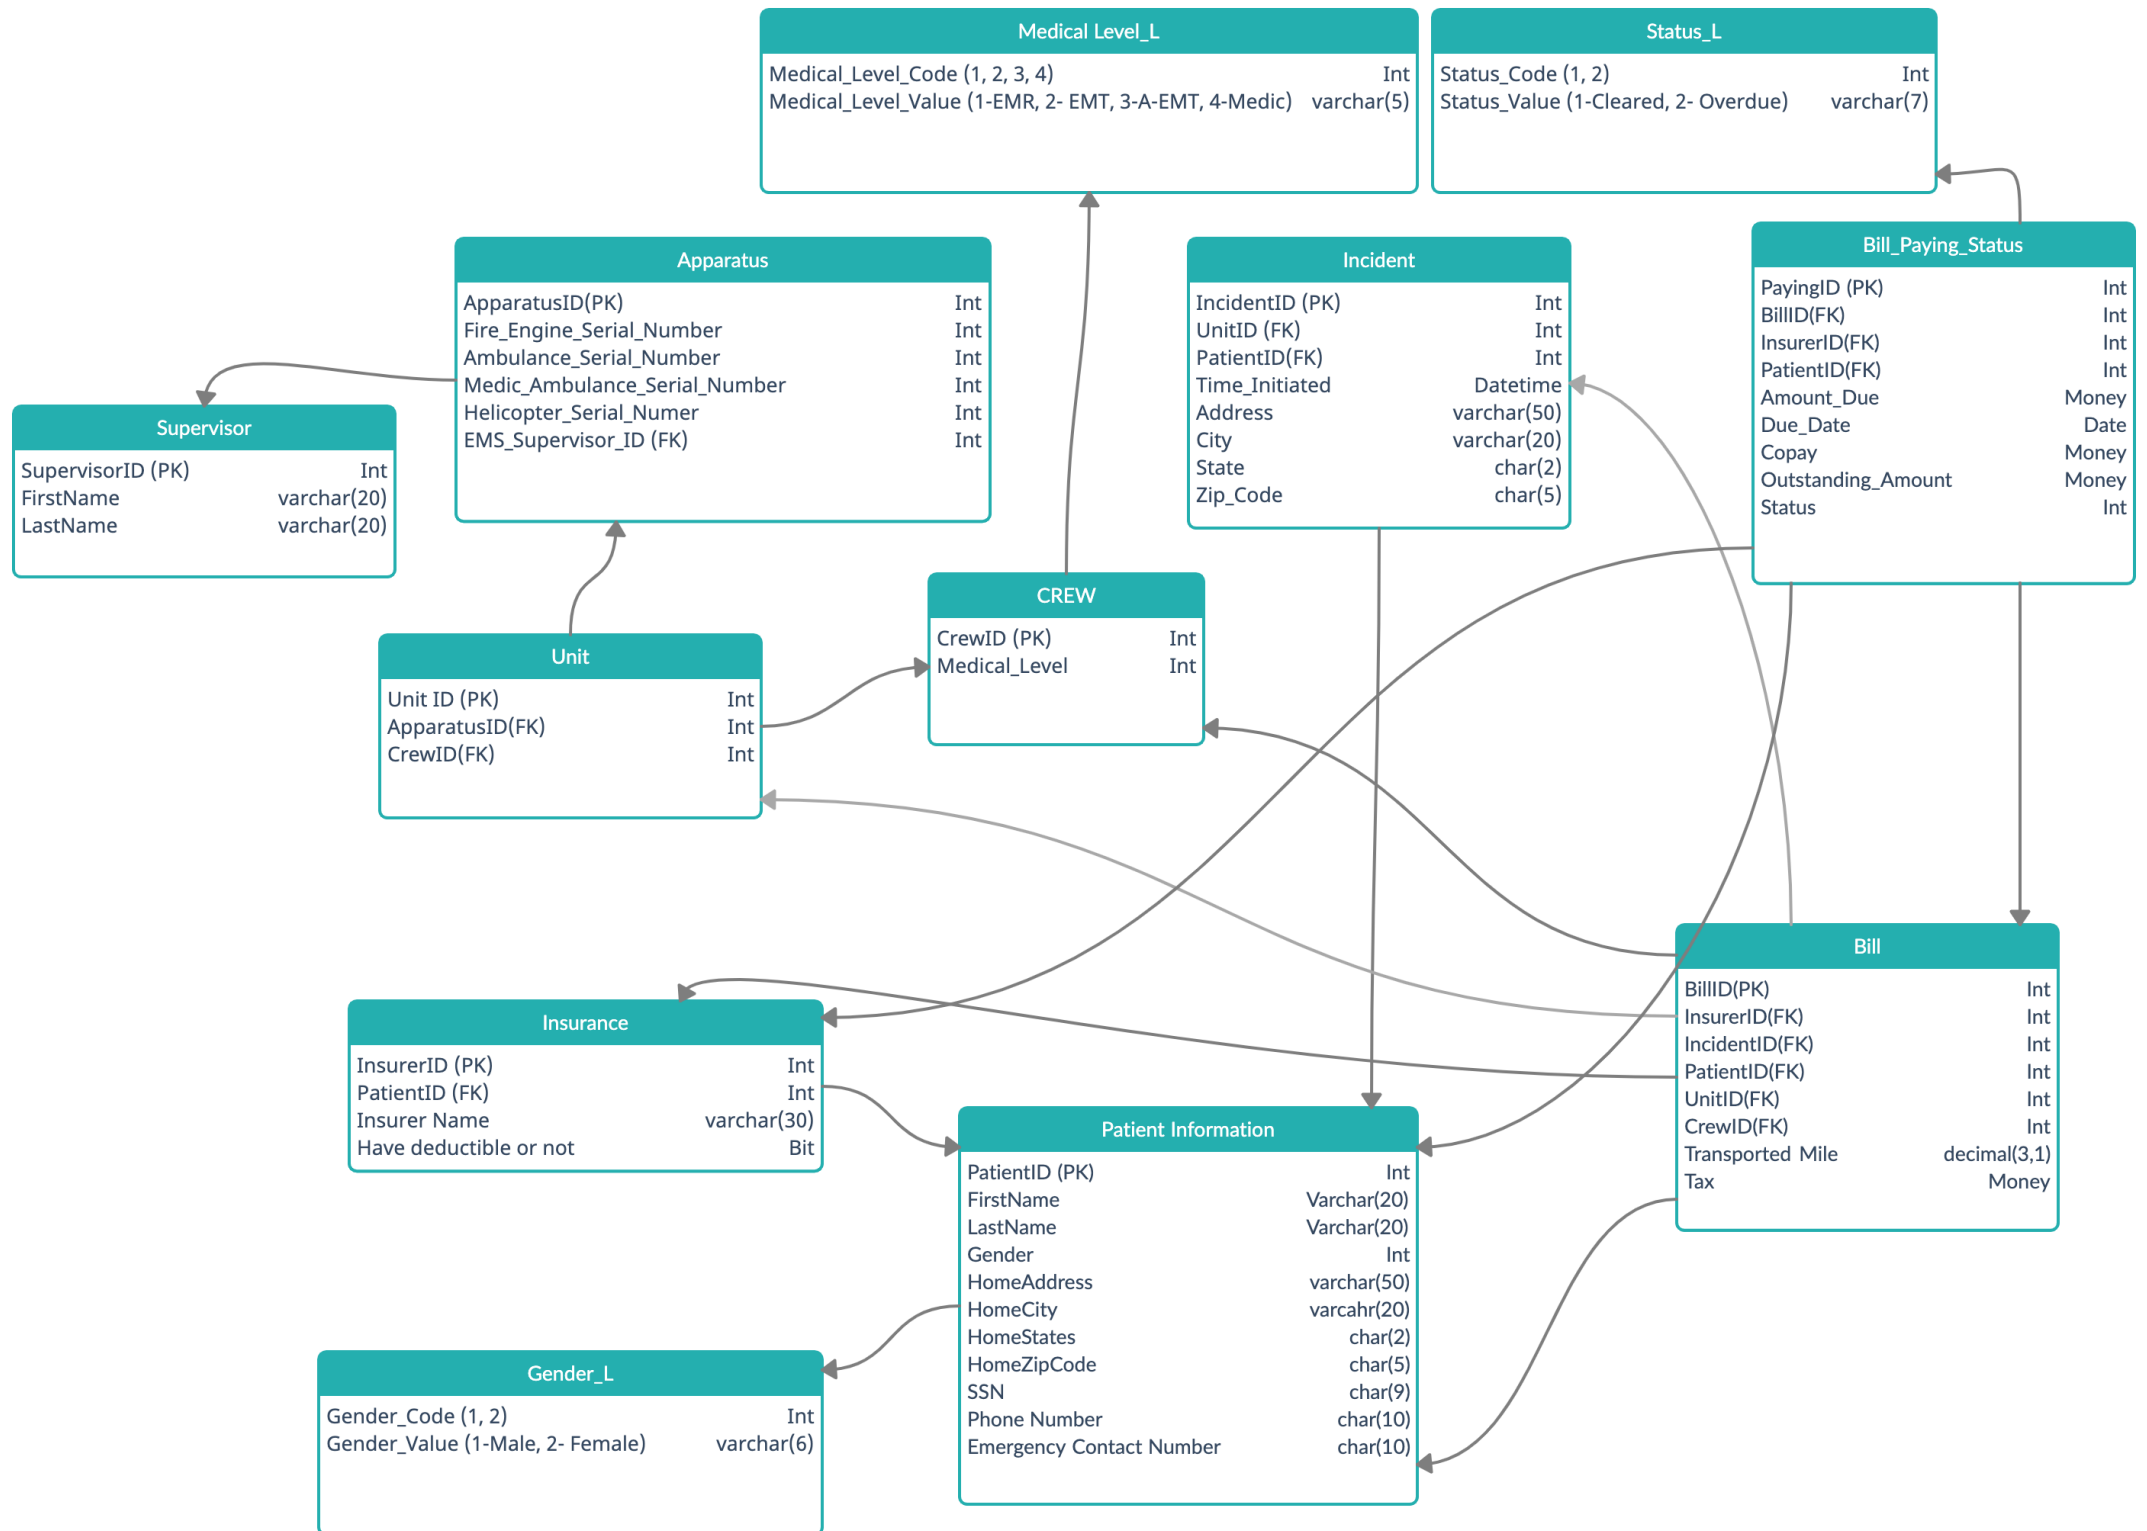 Medical Level_L
Medical_Level_Code (1, 2, 3, 4) Int
Medical_Level_Value (1-EMR, 2- EMT, 3-A-EMT, 4-Medic) varchar(5)
Status_L
Status_Code (1, 2) Int
Status_Value (1-Cleared, 2- Overdue) varchar(7)
Apparatus
ApparatusID(PK) Int
Fire_Engine_Serial_Number Int
Ambulance_Serial_Number Int
Medic_Ambulance_Serial_Number Int
Helicopter_Serial_Numer Int
EMS_Supervisor_ID (FK) Int
Incident
IncidentID (PK) Int
UnitID (FK) Int
PatientID(FK) Int
Time_Initiated Datetime
Address varchar(50)
City varchar(20)
State char(2)
Zip_Code char(5)
Bill_Paying_Status
PayingID (PK) Int
BillID(FK) Int
InsurerID(FK) Int
PatientID(FK) Int
Amount_Due Money
Due_Date Date
Copay Money
Outstanding_Amount Money
Status Int
Supervisor
SupervisorID (PK) Int
FirstName varchar(20)
LastName varchar(20)
CREW
CrewID (PK) Int
Medical_Level Int
Unit
Unit ID (PK) Int
ApparatusID(FK) Int
CrewID(FK) Int
Bill
BillID(PK) Int
InsurerID(FK) Int
IncidentID(FK) Int
PatientID(FK) Int
UnitID(FK) Int
CrewID(FK) Int
Transported Mile decimal(3,1)
Tax Money
Insurance
InsurerID (PK) Int
PatientID (FK) Int
Insurer Name varchar(30)
Have deductible or not Bit
Patient Information
PatientID (PK) Int
FirstName Varchar(20)
LastName Varchar(20)
Gender Int
HomeAddress varchar(50)
HomeCity varcahr(20)
HomeStates char(2)
HomeZipCode char(5)
SSN char(9)
Phone Number char(10)
Emergency Contact Number char(10)
Gender_L
Gender_Code (1, 2) Int
Gender_Value (1-Male, 2- Female) varchar(6)